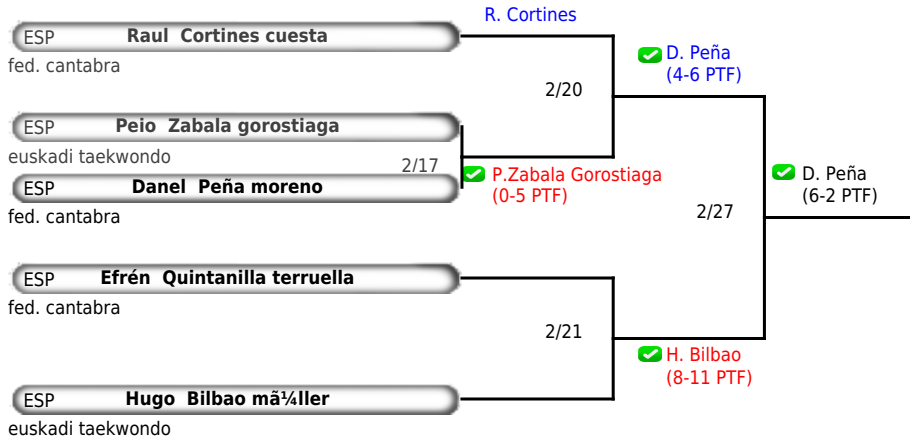 R. Cortines
ESP Raul Cortines cuesta
fed. cantabra
D. Peña
(4-6 PTF)
2/20
ESP Peio Zabala gorostiaga
euskadi taekwondo
2/17
P.Zabala Gorostiaga
(0-5 PTF)
ESP Danel Peña moreno
fed. cantabra
D. Peña
(6-2 PTF)
2/27
ESP Efrén Quintanilla terruella
fed. cantabra
2/21
H. Bilbao
(8-11 PTF)
ESP Hugo Bilbao mã¼ller
euskadi taekwondo